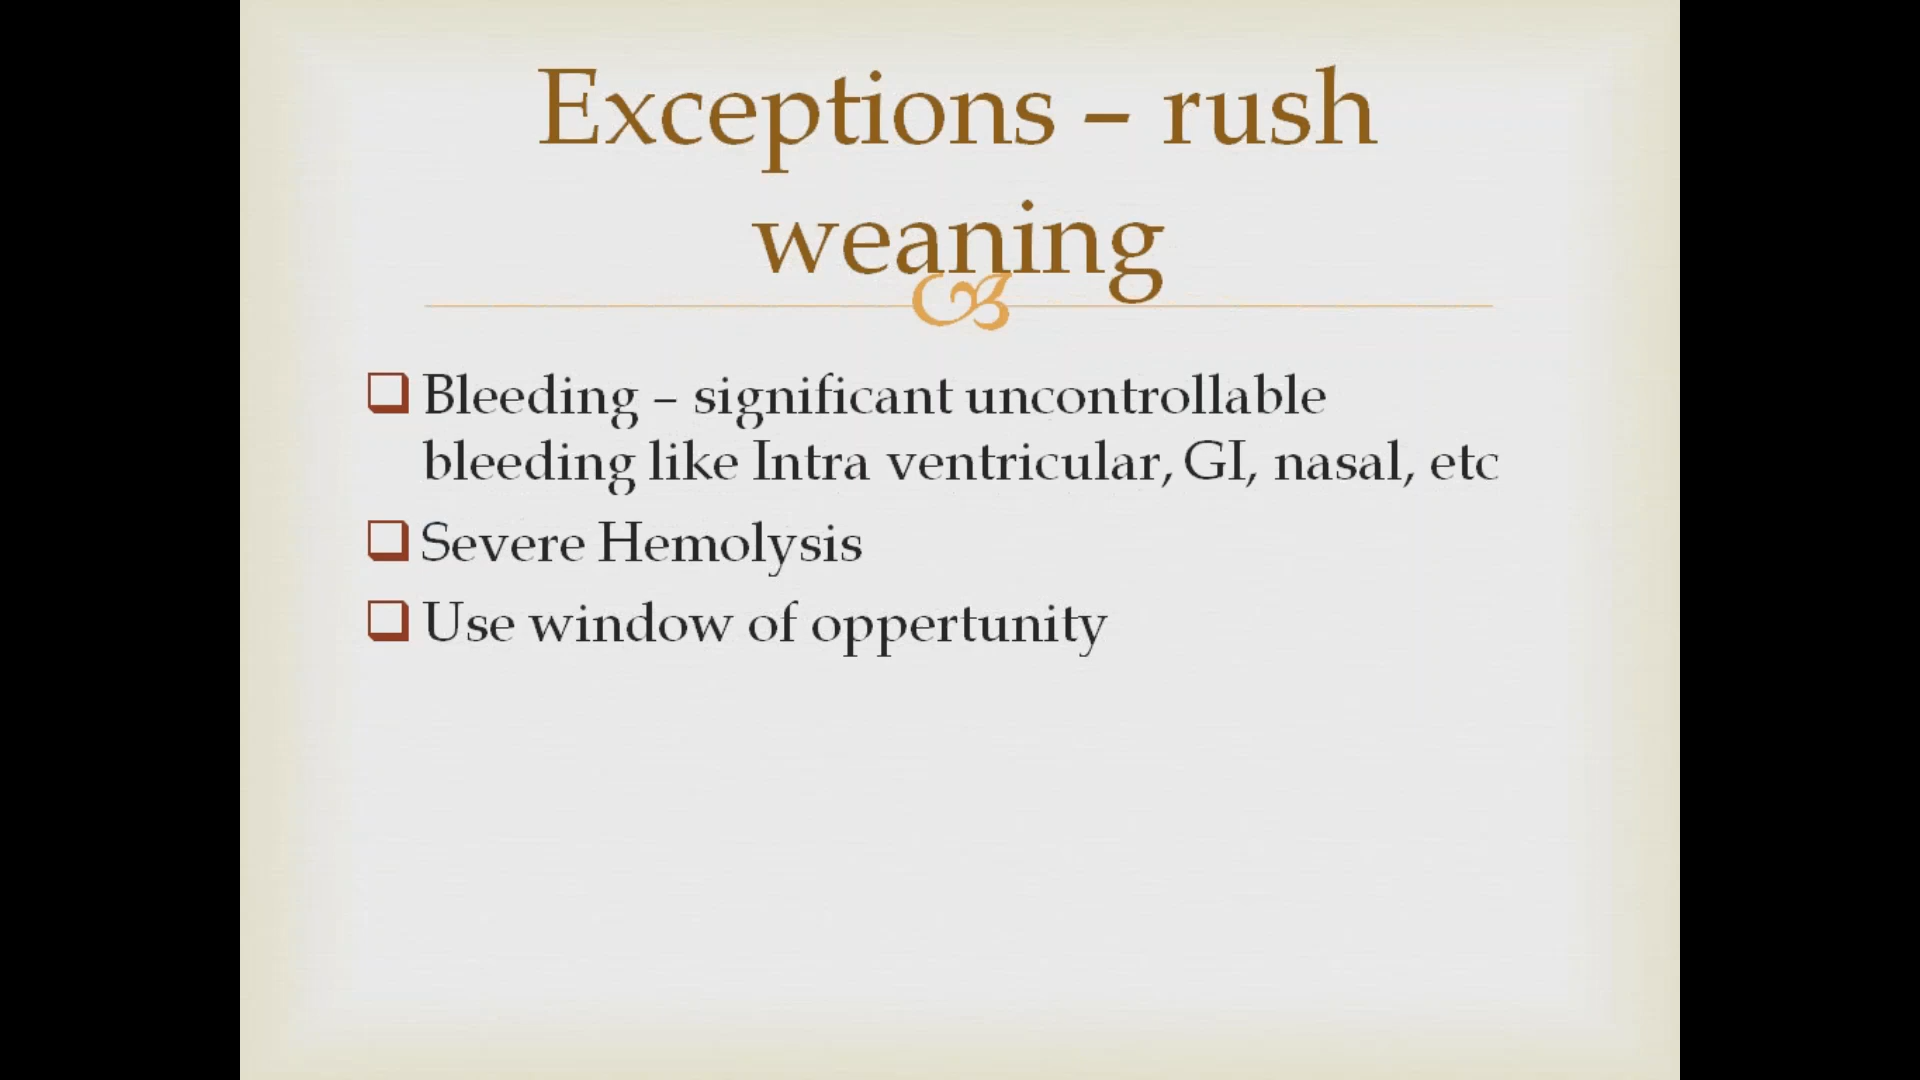 Exceptions – rush
weaning
Bleeding – significant uncontrollable
bleeding like Intra ventricular, GI, nasal, etc
Severe Hemolysis
Use window of oppertunity